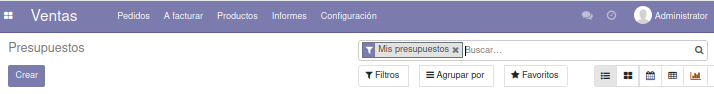 Ventas Pedidos A facturar Productos Informes Configuración Administrator
Presupuestos Mis presupuestos Buscar...
Crear Filtros Agrupar por Favoritos